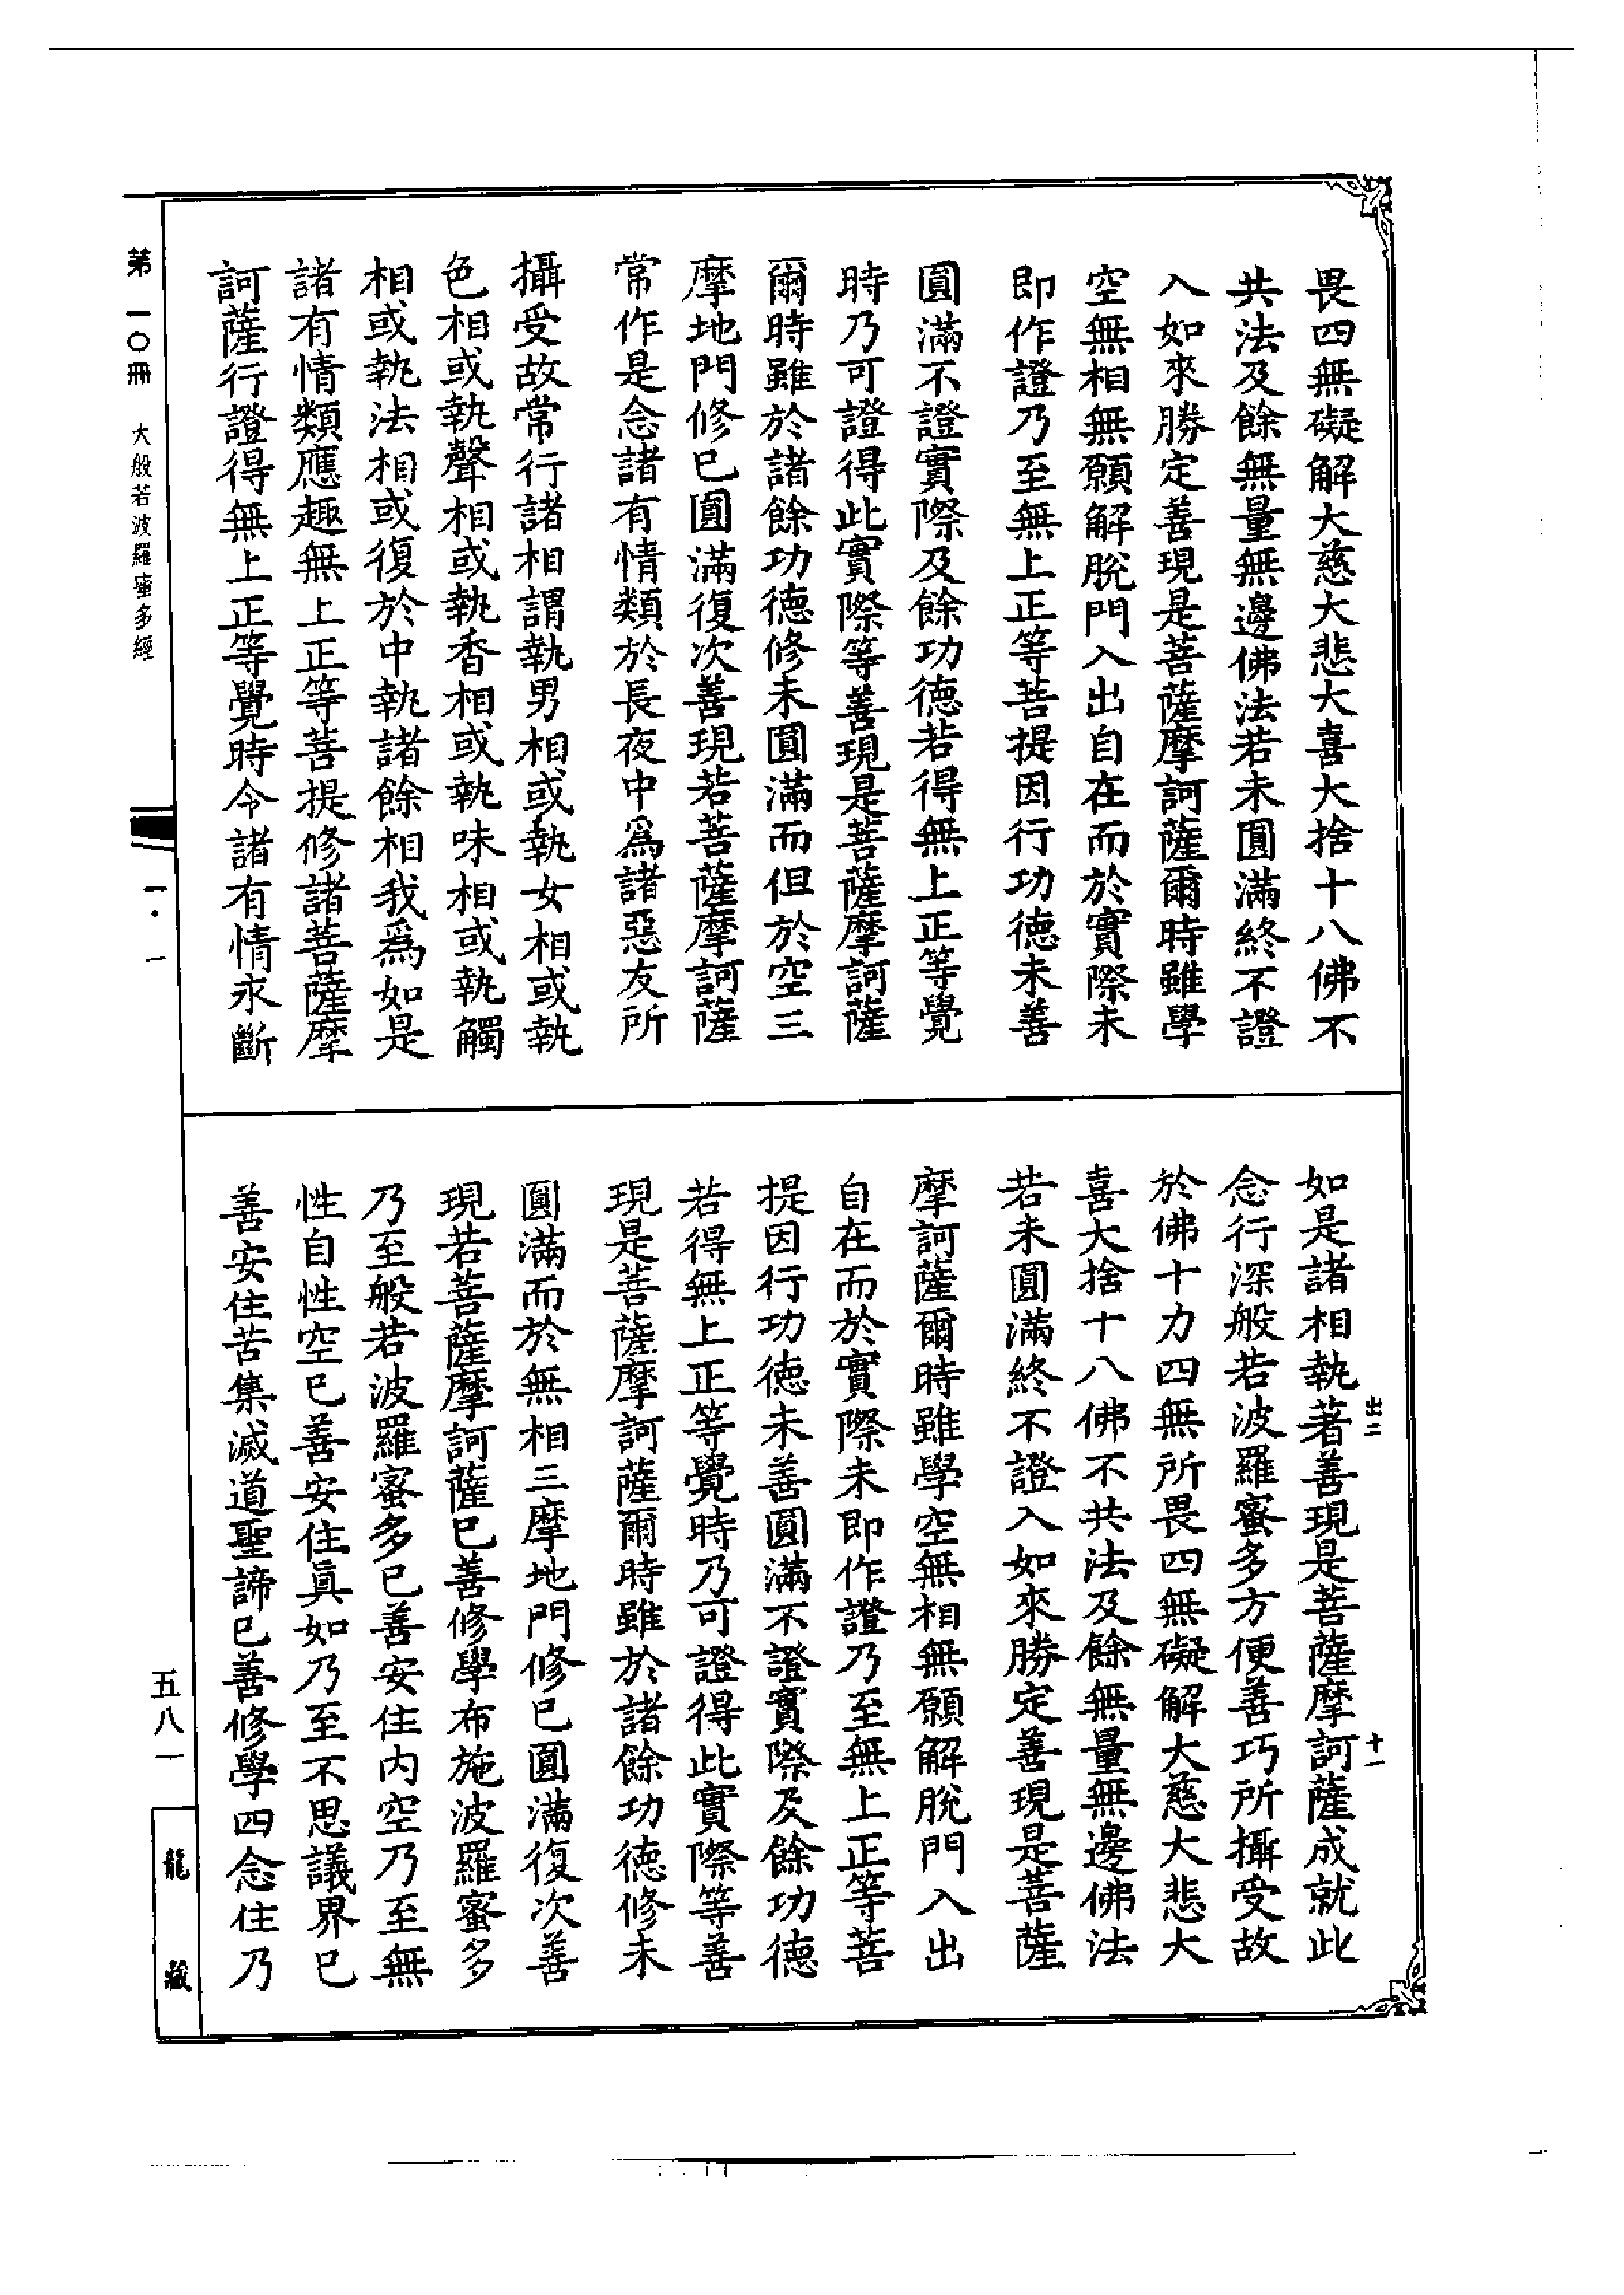 畏四無礙解大慈大悲大喜大捨十八佛不
共法及餘無量無邊佛法若未圓滿終不證
入如來勝定善現是菩薩摩訶薩爾時雖學
空無相無願解脫門入出自在而於實際未
即作證乃至無上正等菩提因行功德未善
圓滿不證實際及餘功德若得無上正等覺
時乃可證得此實際等善現是菩薩摩訶薩
爾時雖於諸餘功德修未圓滿而但於空三
摩地門修已圓滿復次善現若菩薩摩訶薩
常作是念諸有情類於長夜中為諸惡友所
攝受故常行諸相謂執男相或執女相或執
色相或執聲相或執香相或執味相或執觸
相或執法相或復於中執諸餘相我為如是
諸有情類應趣無上正等菩提修諸菩薩摩
訶薩行證得無上正等覺時令諸有情永斷
如是諸相執著善現是菩薩摩訶薩成就此
念行深般若波羅蜜多方便善巧所攝受故
於佛十力四無所畏四無礙解大慈大悲大
喜大捨十八佛不共法及餘無量無邊佛法
若未圓滿終不證入如來勝定善現是菩薩
摩訶薩爾時雖學空無相無願解脫門入出
自在而於實際未即作證乃至無上正等菩
提因行功德未善圓滿不證實際及餘功德
若得無上正等覺時乃可證得此實際等善
現是菩薩摩訶薩爾時雖於諸餘功德修未
圓滿而於無相三摩地門修已圓滿復次善
現若菩薩摩訶薩已善修學布施波羅蜜多
乃至般若波羅蜜多已善安住內空乃至無
性自性空已善安住真如乃至不思議界已
善安住苦集滅道聖諦已善修學四念住乃
出三
十一
第一〇冊 大般若波羅蜜多經
一·一
五八一
龍藏